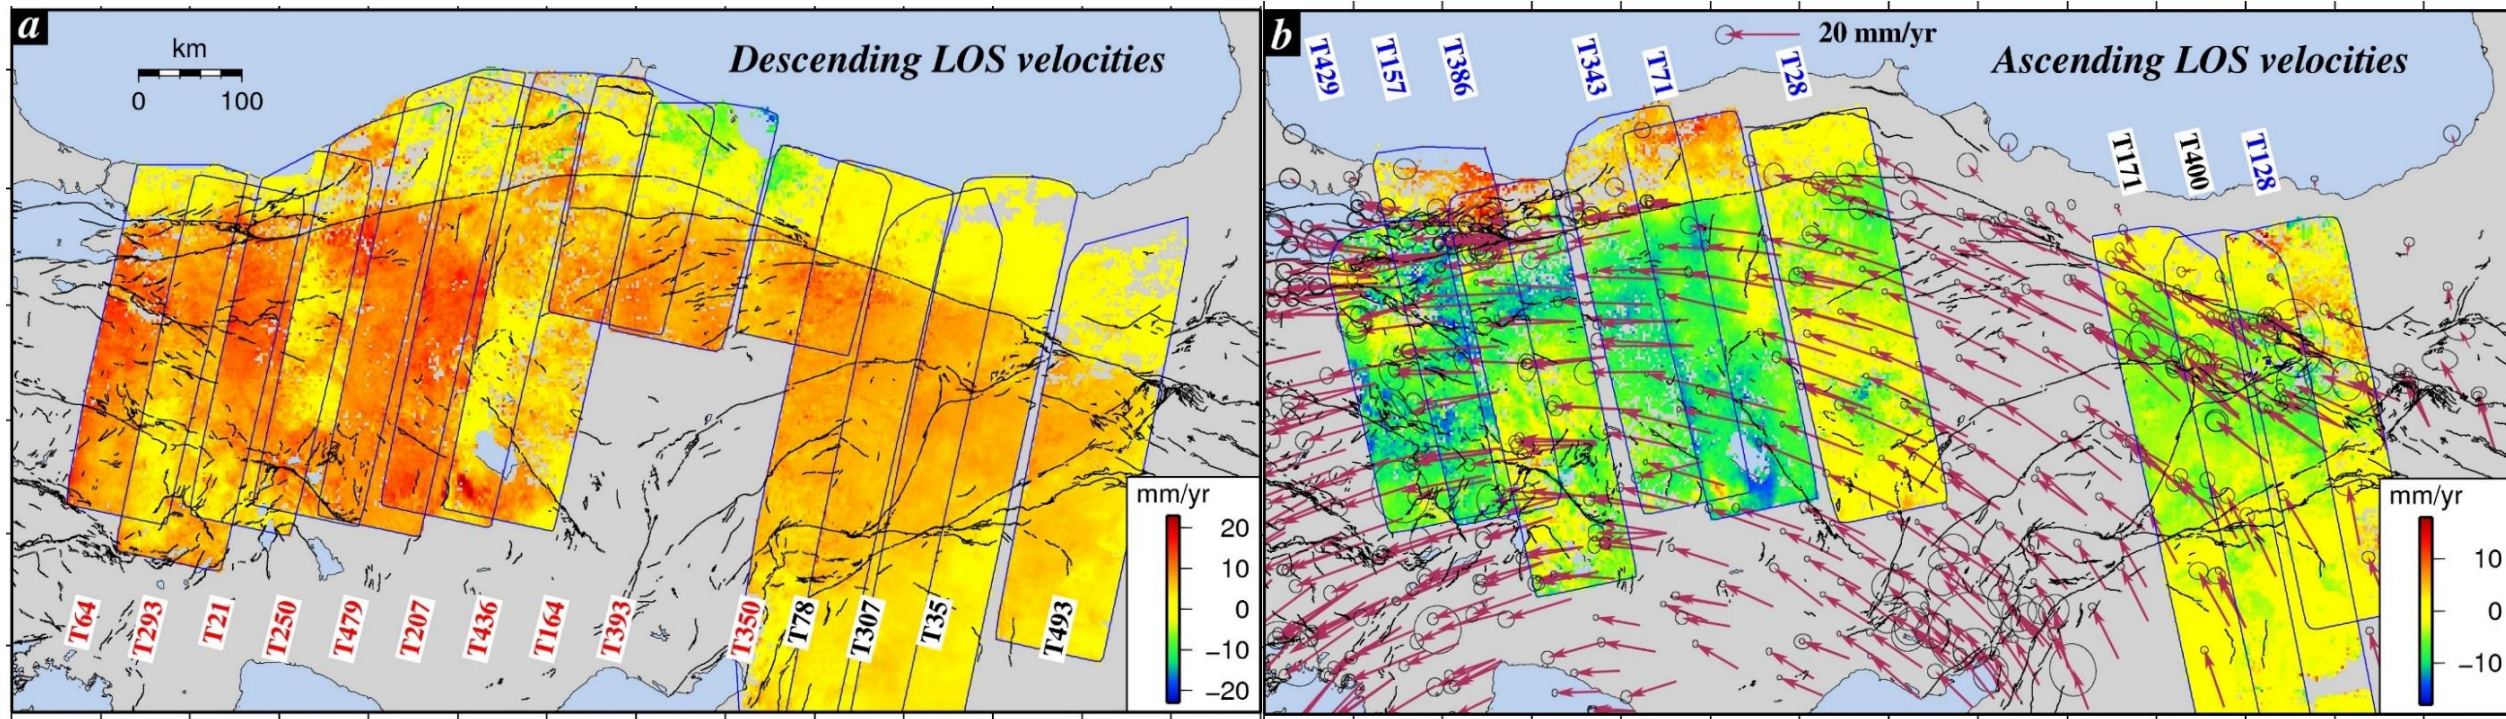 a
km
0 100
Descending LOS velocities
T64
T293
T21
T250
T479
T207
T436
T164
T393
T350
T78
T307
T35
T493
mm/yr
20
10
0
−10
−20
b
20 mm/yr
Ascending LOS velocities
T429
T157
T386
T343
T71
T28
T171
T400
T128
mm/yr
10
0
−10